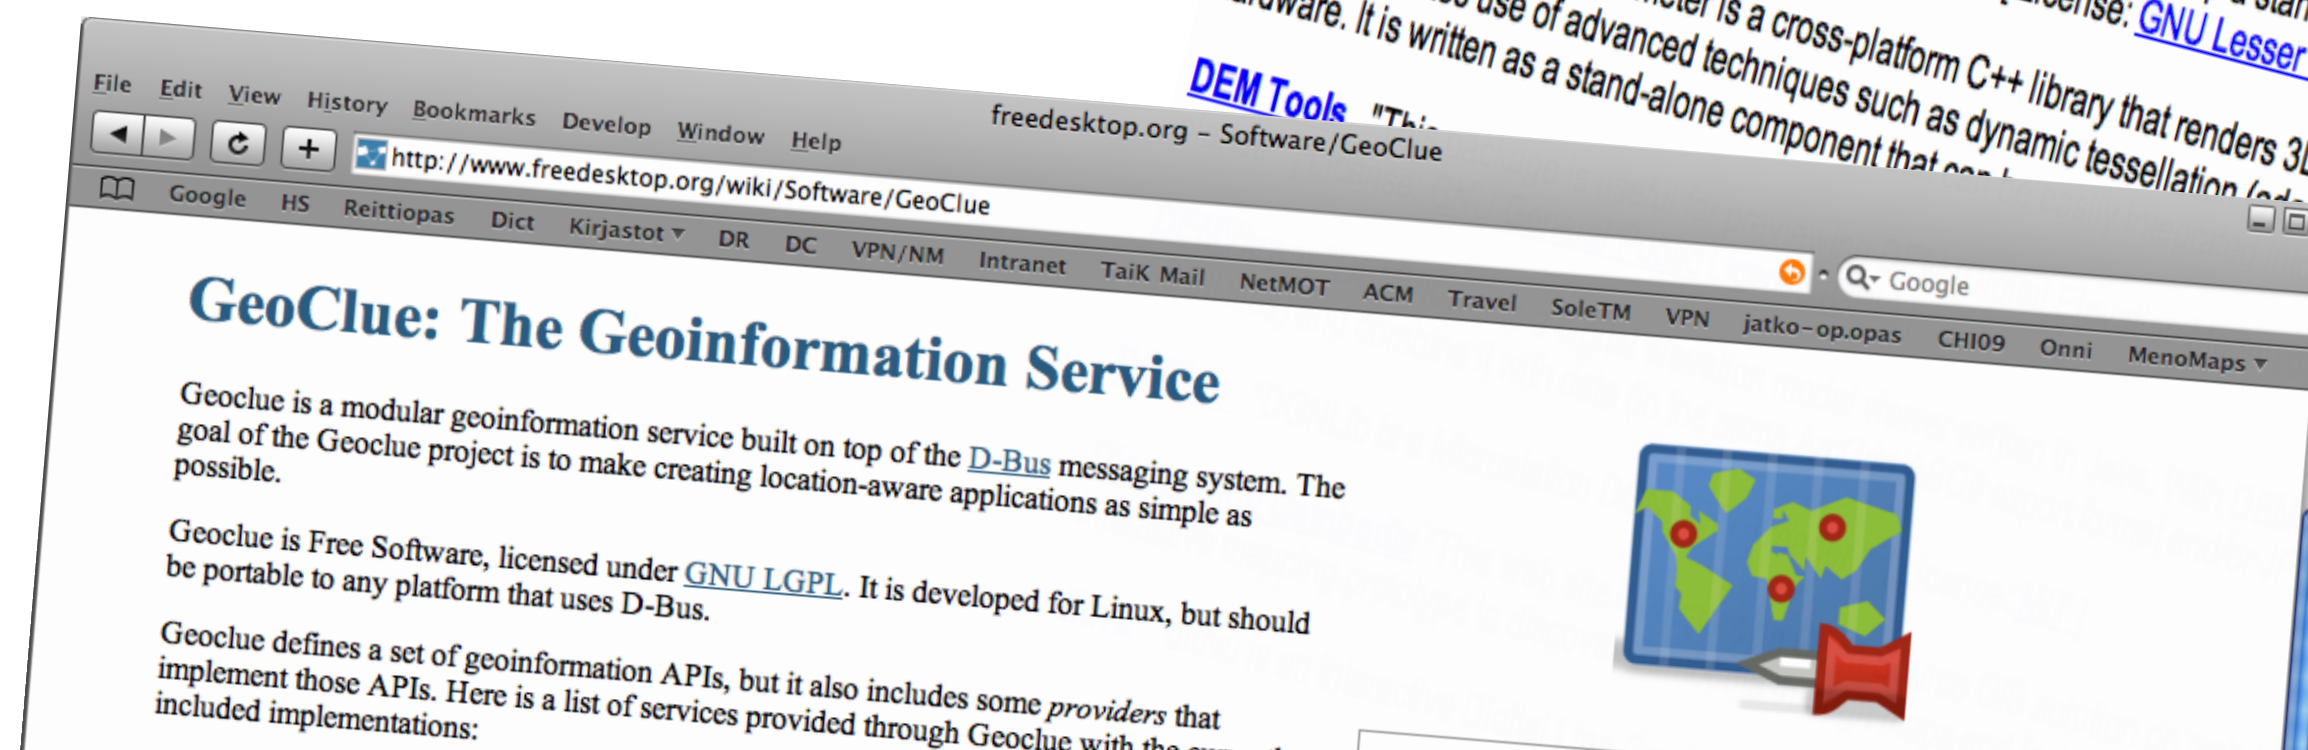 License: GNU Lesser
is a cross-platform C++ library that renders 3D
use of advanced techniques such as dynamic tessellation
It is written as a stand-alone component that can
DEM Tools "This
freedesktop.org – Software/GeoClue
File Edit View History Bookmarks Develop Window Help
http://www.freedesktop.org/wiki/Software/GeoClue
Google
Google HS Reittiopas Dict Kirjastot DR DC VPN/NM Intranet TaiK Mail NetMOT ACM Travel SoleTM VPN jatko-op.opas CHI09 Onni MenoMaps
GeoClue: The Geoinformation Service
Geoclue is a modular geoinformation service built on top of the D-Bus messaging system. The
goal of the Geoclue project is to make creating location-aware applications as simple as
possible.
Geoclue is Free Software, licensed under GNU LGPL. It is developed for Linux, but should
be portable to any platform that uses D-Bus.
Geoclue defines a set of geoinformation APIs, but it also includes some providers that
implement those APIs. Here is a list of services provided through Geoclue with the
included implementations: